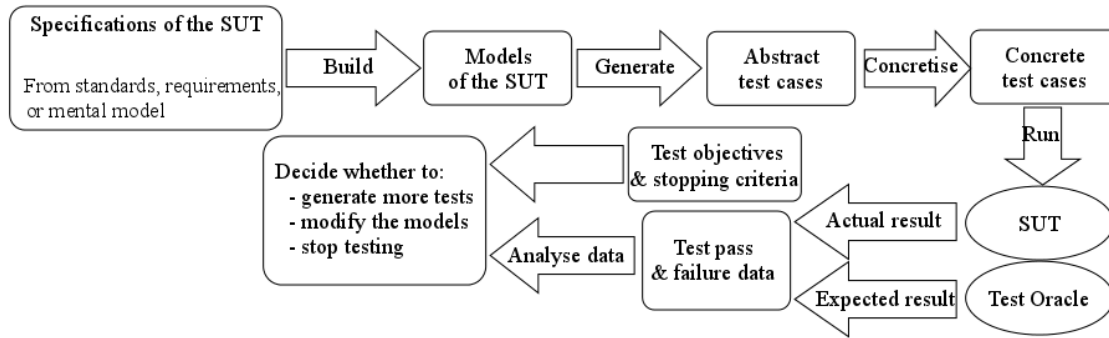 Specifications of the SUT
From standards, requirements,
or mental model
Build
Models
of the SUT
Generate
Abstract
test cases
Concretise
Concrete
test cases
Run
Decide whether to:
- generate more tests
- modify the models
- stop testing
Test objectives
& stopping criteria
Actual result
SUT
Analyse data
Test pass
& failure data
Expected result
Test Oracle